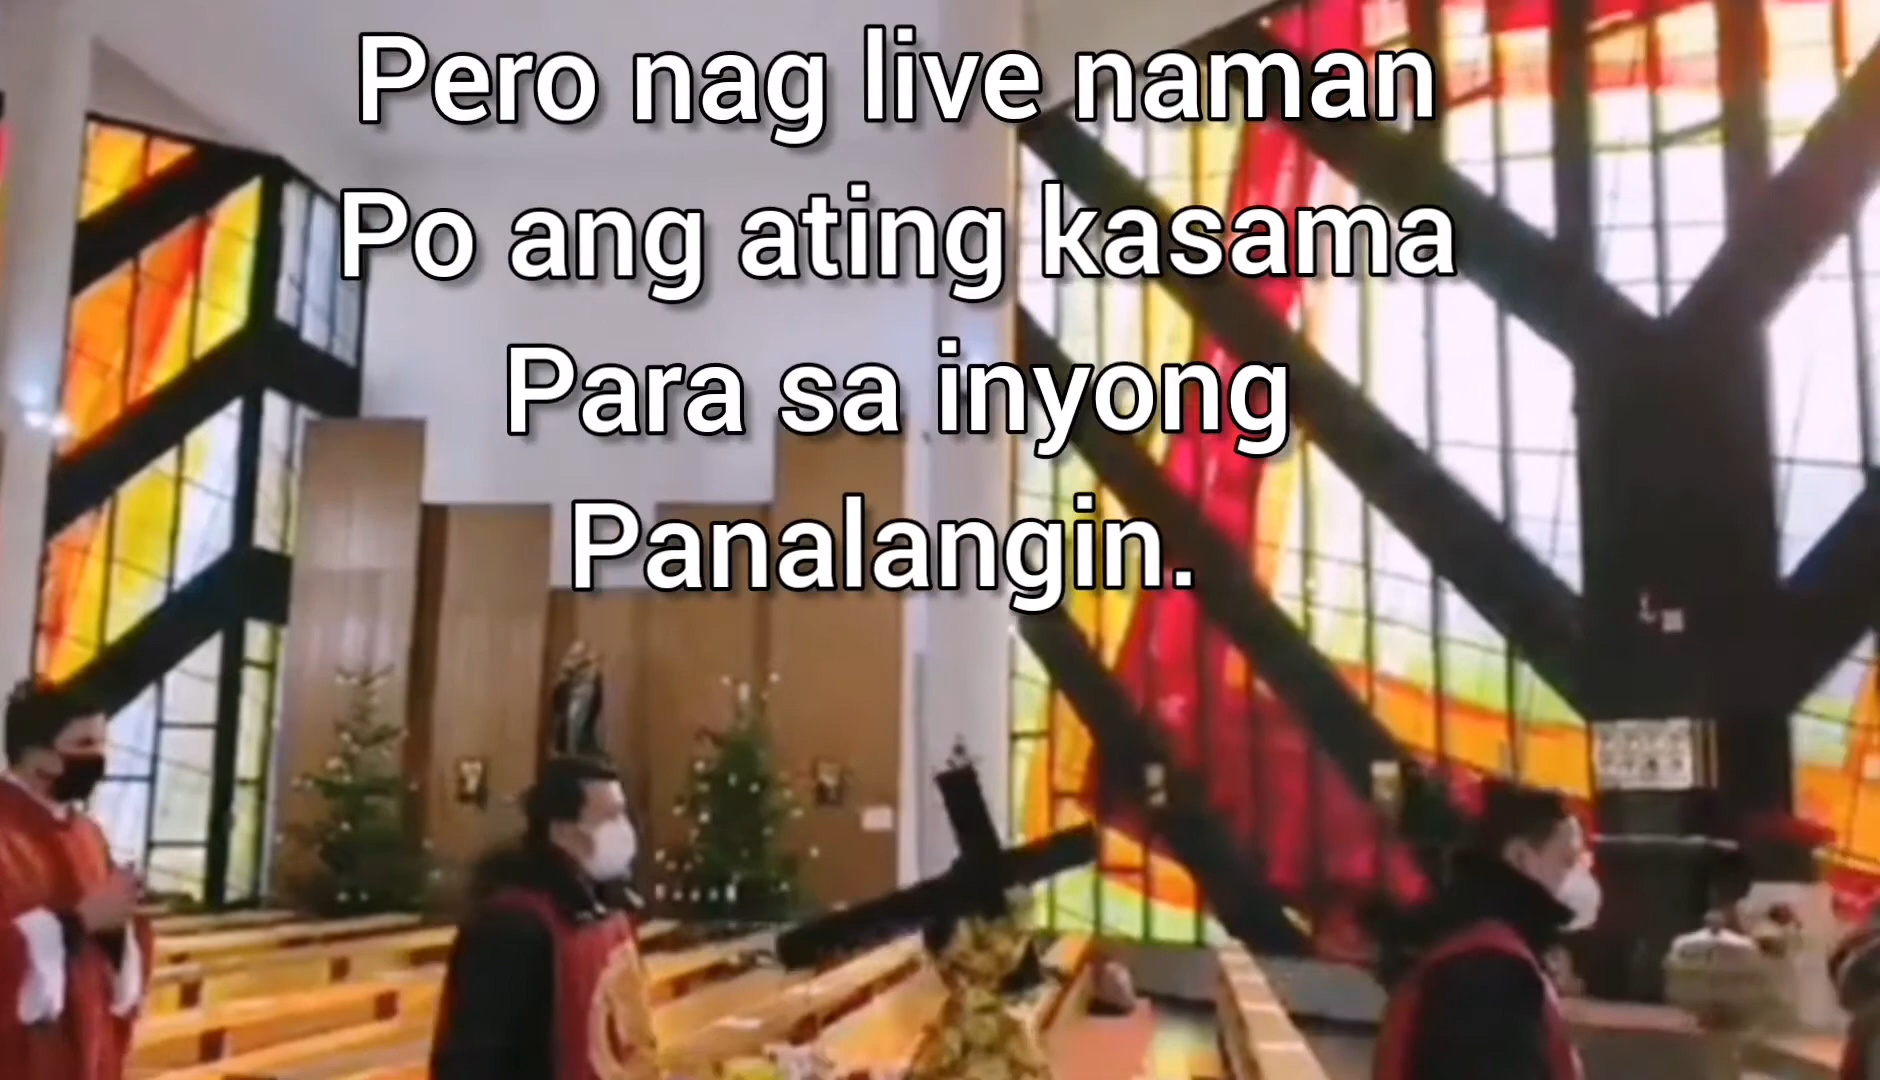 Pero nag live naman
Po ang ating kasama
Para sa inyong
Panalangin.